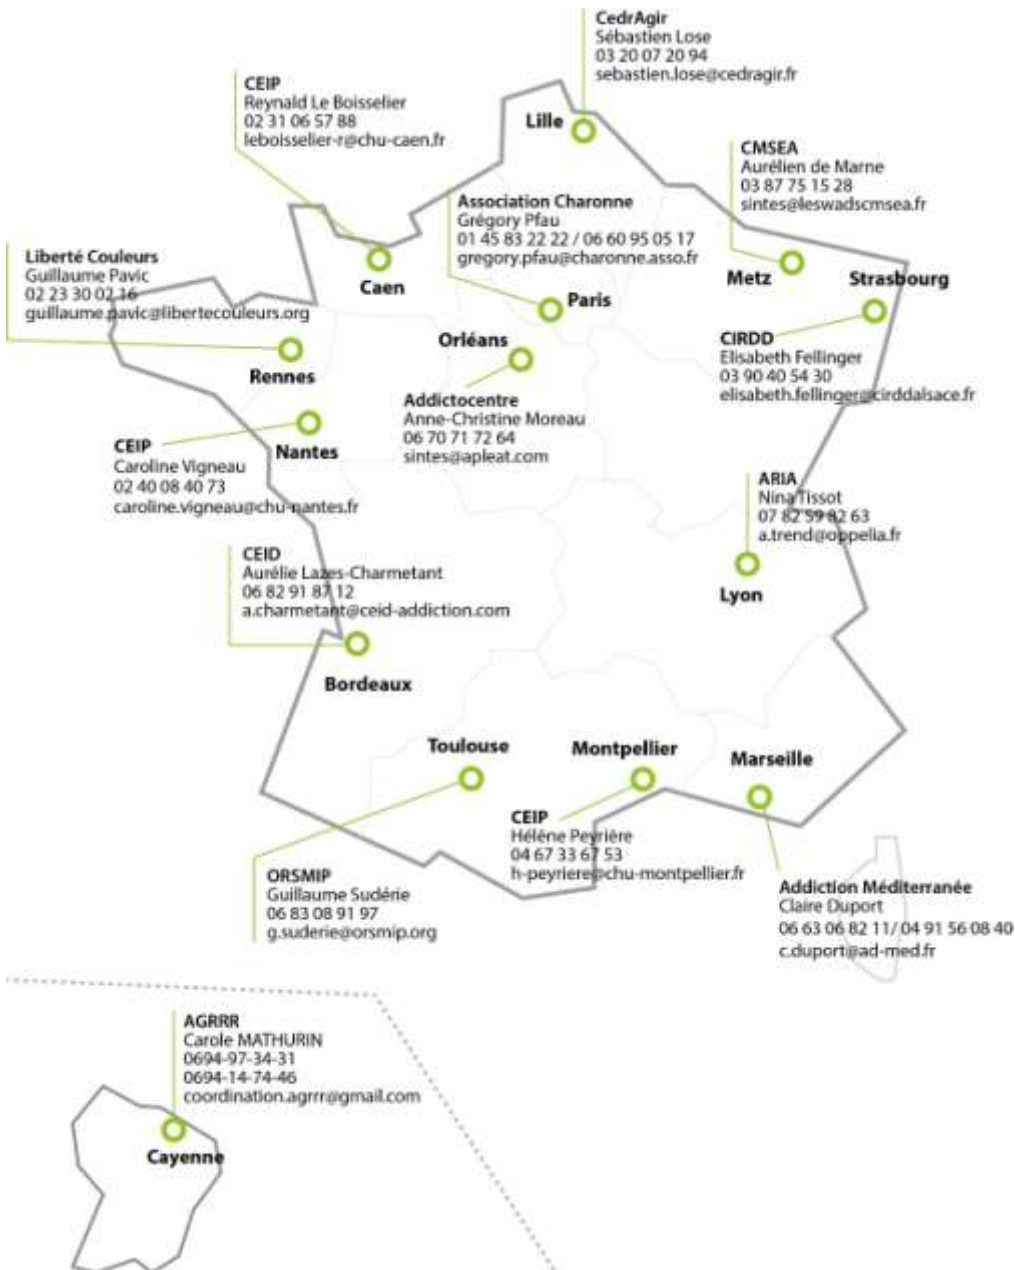 CedrAgir
Sébastien Lose
03 20 07 20 94
sebastien.lose@cedragir.fr
CEIP
Reynald Le Boisselier
02 31 06 57 88
leboisselier-r@chu-caen.fr
Lille
CMSEA
Aurélien de Marne
03 87 75 15 28
sintes@leswadscmsea.fr
Association Charonne
Grégory Pfau
01 45 83 22 22 / 06 60 95 05 17
gregory.pfau@charonne.asso.fr
Liberté Couleurs
Guillaume Pavic
02 23 30 02 16
guillaume.pavic@libertecouleurs.org
Caen
Paris
Metz
Strasbourg
Orléans
Rennes
CIRDD
Elisabeth Fellinger
03 90 40 54 30
elisabeth.fellinger@cirddalsace.fr
Addictocentre
Anne-Christine Moreau
06 70 71 72 64
sintes@apleat.com
Nantes
CEIP
Caroline Vigneau
02 40 08 40 73
caroline.vigneau@chu-nantes.fr
ARIA
Nina Tissot
07 82 59 82 63
a.trend@oppelia.fr
CEID
Aurélie Lazes-Charmetant
06 82 91 87 12
a.charmetant@ceid-addiction.com
Lyon
Bordeaux
Toulouse
Montpellier
Marseille
CEIP
Hélène Peyrière
04 67 33 67 53
h-peyriere@chu-montpellier.fr
ORSMIP
Guillaume Sudérie
06 83 08 91 97
g.suderie@orsmip.org
Addiction Méditerranée
Claire Duport
06 63 06 82 11/ 04 91 56 08 40
c.duport@ad-med.fr
AGRRR
Carole MATHURIN
0694-97-34-31
0694-14-74-46
coordination.agrrr@gmail.com
Cayenne